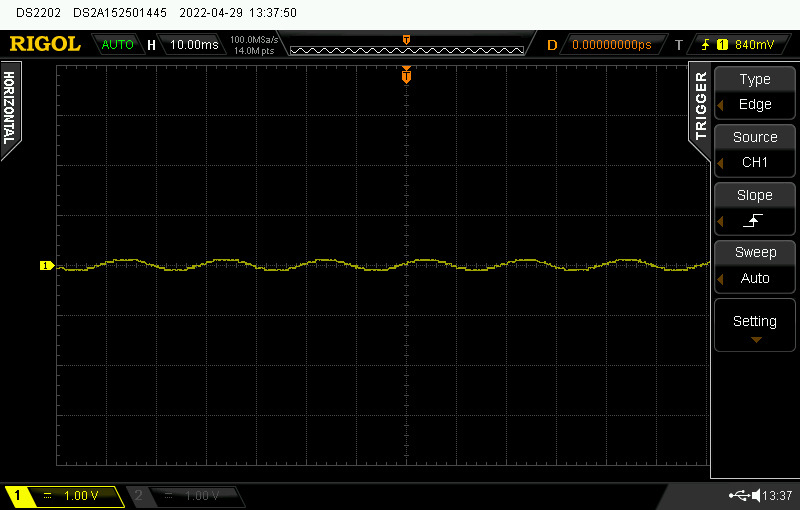 DS2202 DS2A152501445 2022-04-29 13:37:50
RIGOL AUTO H 10.00ms 100.0MSa/s 14.0M pts T D 0.00000000ps T 1 840mV
HORIZONTAL
T
TRIGGER
Type
Edge
Source
CH1
Slope
Sweep
Auto
Setting
1
1 1.00 V 2 1.00 V 13:37